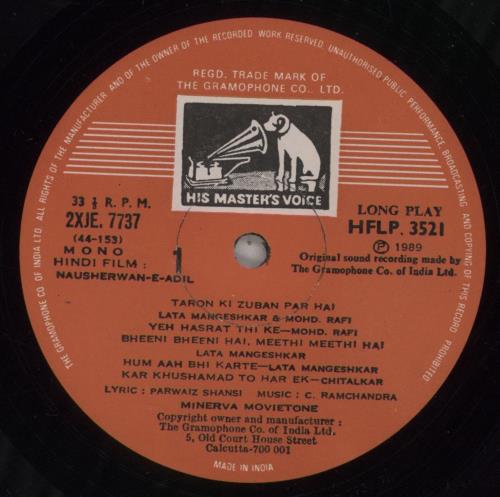 ALL RIGHTS OF THE MANUFACTURER AND OF THE OWNER OF THE RECORDED WORK RESERVED. UNAUTHORISED PUBLIC PERFORMANCE, BROADCASTING AND COPYING OF THIS RECORD PROHIBITED
THE GRAMOPHONE CO. OF INDIA LTD.
REGD. TRADE MARK OF
THE GRAMOPHONE CO., LTD.
HIS MASTER'S VOICE
33 ⅓ R. P. M.
2XJE. 7737
(44-153)
MONO
HINDI FILM :
NAUSHERWAN-E-ADIL
1
LONG PLAY
HFLP. 3521
Ⓟ 1989
Original sound recording made by
The Gramophone Co. of India Ltd.
TARON KI ZUBAN PAR HAI
LATA MANGESHKAR & MOHD. RAFI
YEH HASRAT THI KE—MOHD. RAFI
BHEENI BHEENI HAI, MEETHI MEETHI HAI
LATA MANGESHKAR
HUM AAH BHI KARTE—LATA MANGESHKAR
KAR KHUSHAMAD TO HAR EK—CHITALKAR
LYRIC : PARWAIZ SHANSI MUSIC : C. RAMCHANDRA
MINERVA MOVIETONE
Copyright owner and manufacturer :
The Gramophone Co. of India Ltd.
5, Old Court House Street
Calcutta-700 001
MADE IN INDIA